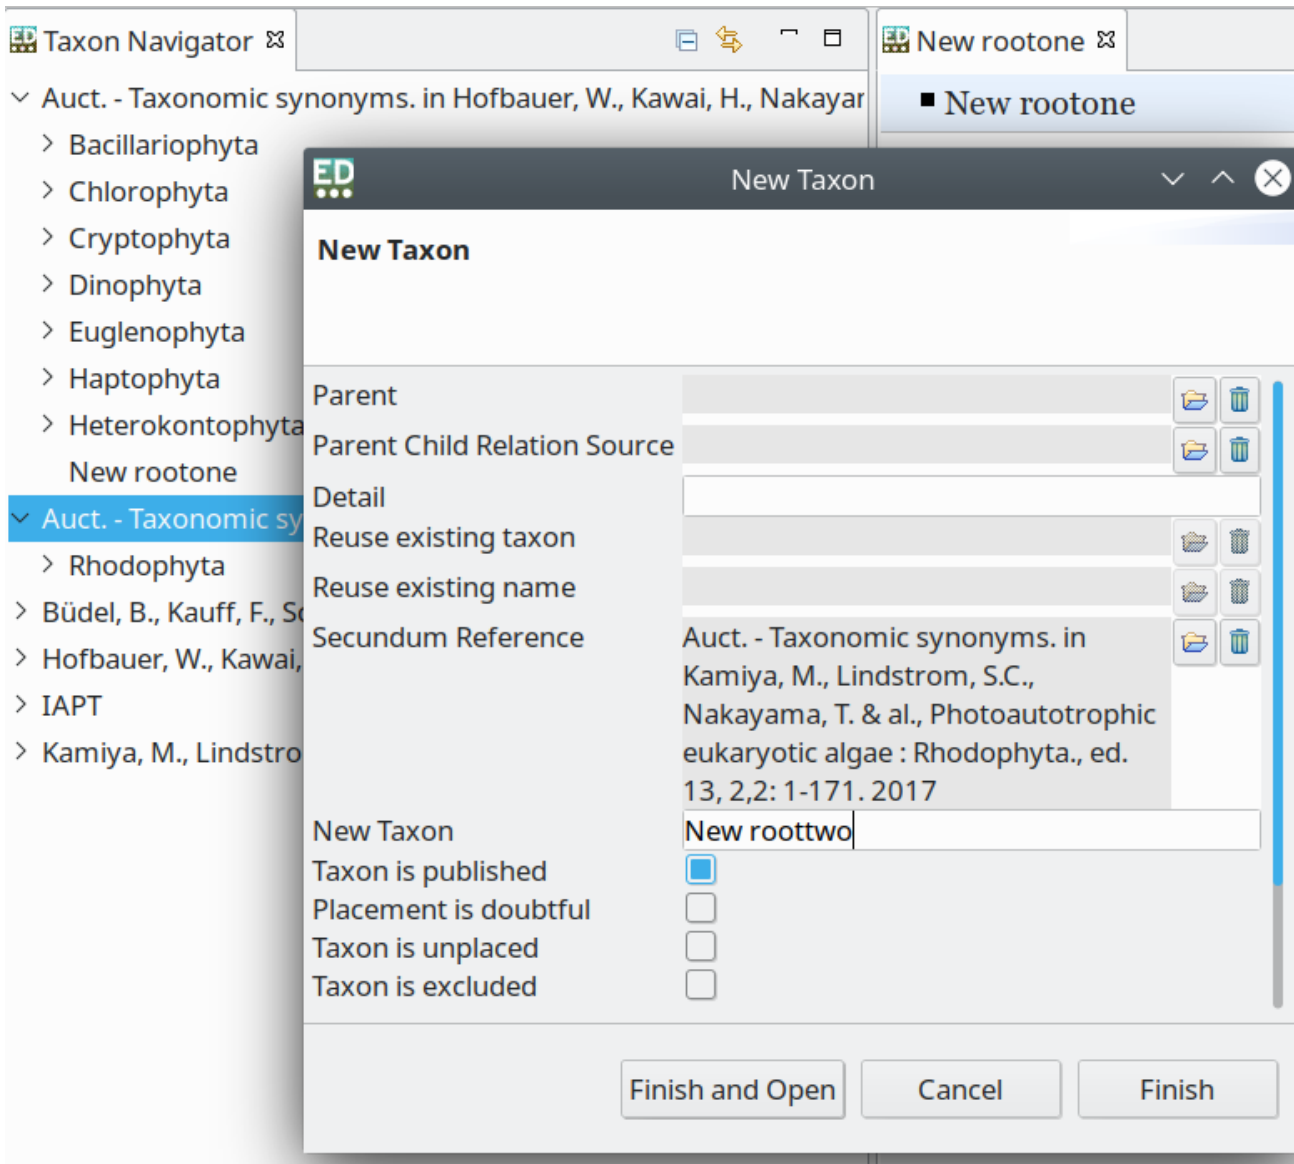 Taxon Navigator
New rootone
Auct. - Taxonomic synonyms. in Hofbauer, W., Kawai, H., Nakayar
New rootone
Bacillariophyta
Chlorophyta
Cryptophyta
Dinophyta
Euglenophyta
Haptophyta
Heterokontophyta
New rootone
Auct. - Taxonomic sy
Rhodophyta
Büdel, B., Kauff, F., Sc
Hofbauer, W., Kawai,
IAPT
Kamiya, M., Lindstro
ED
New Taxon
New Taxon
Parent
Parent Child Relation Source
Detail
Reuse existing taxon
Reuse existing name
Secundum Reference
Auct. - Taxonomic synonyms. in
Kamiya, M., Lindstrom, S.C.,
Nakayama, T. & al., Photoautotrophic
eukaryotic algae : Rhodophyta., ed.
13, 2,2: 1-171. 2017
New Taxon
New roottwo
Taxon is published
Placement is doubtful
Taxon is unplaced
Taxon is excluded
Finish and Open
Cancel
Finish